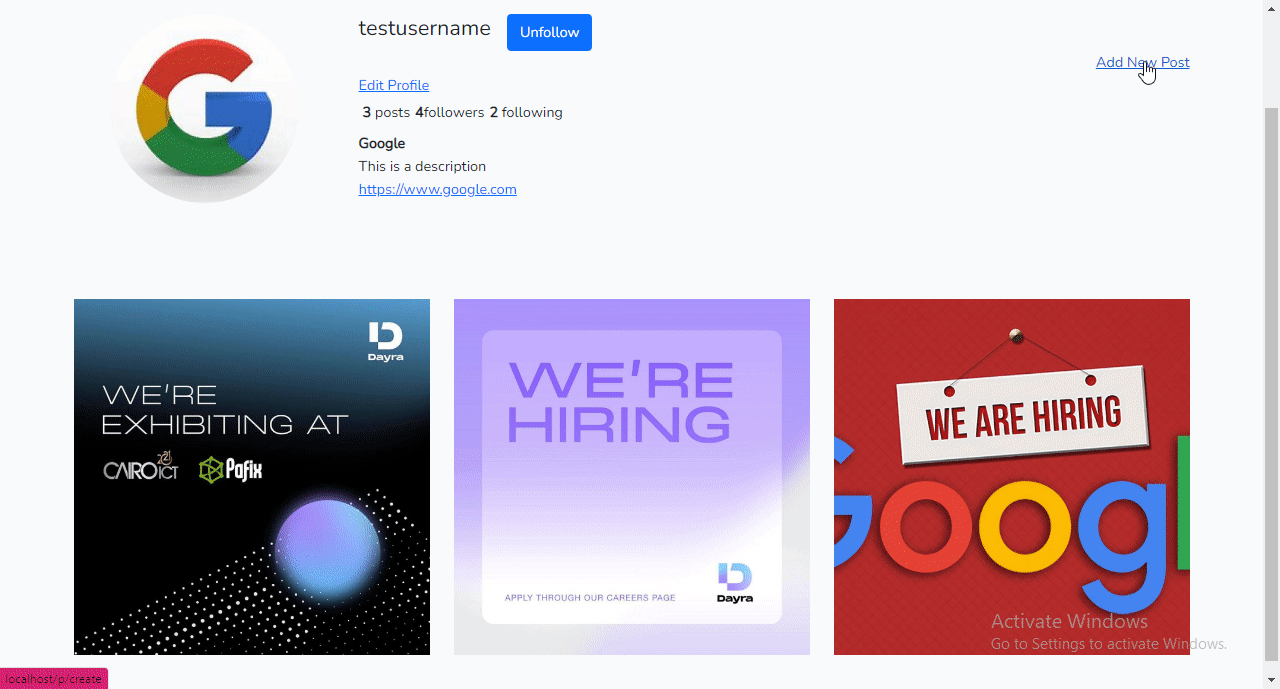 testusername
Unfollow
Add New Post
Edit Profile
3 posts 4followers 2 following
Google
This is a description
https://www.google.com
Dayra
WE'RE
EXHIBITING AT
CAIRO ICT
21
Pafix
WE'RE
HIRING
APPLY THROUGH OUR CAREERS PAGE
Dayra
WE ARE HIRING
Googl
Activate Windows
Go to Settings to activate Windows.
localhost/p/create